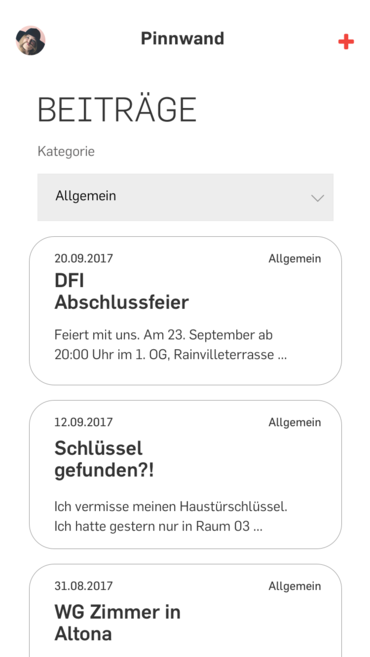 Pinnwand
BEITRÄGE
Kategorie
Allgemein
20.09.2017 Allgemein
DFI
Abschlussfeier
Feiert mit uns. Am 23. September ab
20:00 Uhr im 1. OG, Rainvilleterrasse ...
12.09.2017 Allgemein
Schlüssel
gefunden?!
Ich vermisse meinen Haustürschlüssel.
Ich hatte gestern nur in Raum 03 ...
31.08.2017 Allgemein
WG Zimmer in
Altona